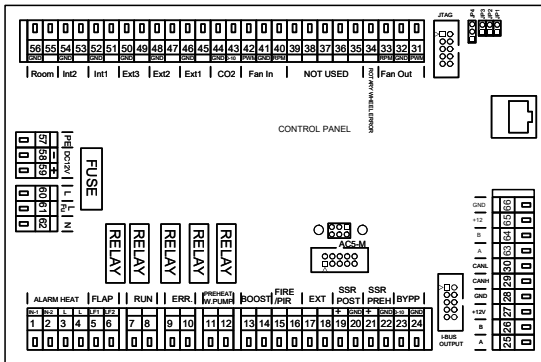 JTAG
JP4
JP3
JP2
JP1
56 55 54 53 52 51 50 49 48 47 46 45 44 43 42 41 40 39 38 37 36 35 34 33 32 31
GND GND GND GND GND GND GND 0-10 PWM GND RPM RPM GND PWM
Room Int2 Int1 Ext3 Ext2 Ext1 CO2 Fan In NOT USED ROTARY WHEEL ERROR Fan Out
CONTROL PANEL
57 PE
58 - DC12V
59 +
60 L
61 L Fu
62 N
FUSE
RELAY RELAY RELAY RELAY RELAY
AC5-M
I-BUS
OUTPUT
GND 66
+12 65
B 64
A 63
CANL 30
CANH 29
GND 28
+12V 27
B 26
A 25
ALARM HEAT FLAP RUN ERR. PREHEAT W.PUMP BOOST FIRE /PIR EXT SSR POST SSR PREH BYPP
IN-1 IN-2 L L LF1 LF2 + GND + GND 0-10 GND
1 2 3 4 5 6 7 8 9 10 11 12 13 14 15 16 17 18 19 20 21 22 23 24